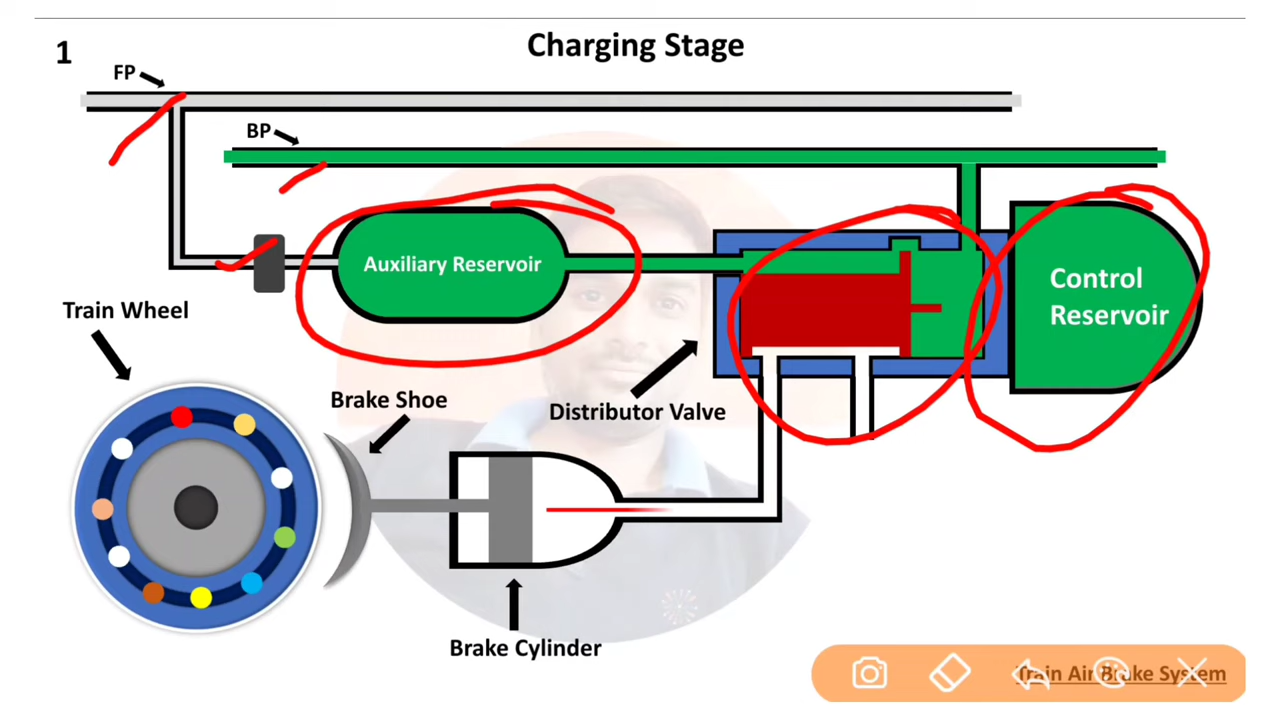 1
Charging Stage
FP
BP
Auxiliary Reservoir
Control
Reservoir
Train Wheel
Brake Shoe
Distributor Valve
Brake Cylinder
Train Air Brake System